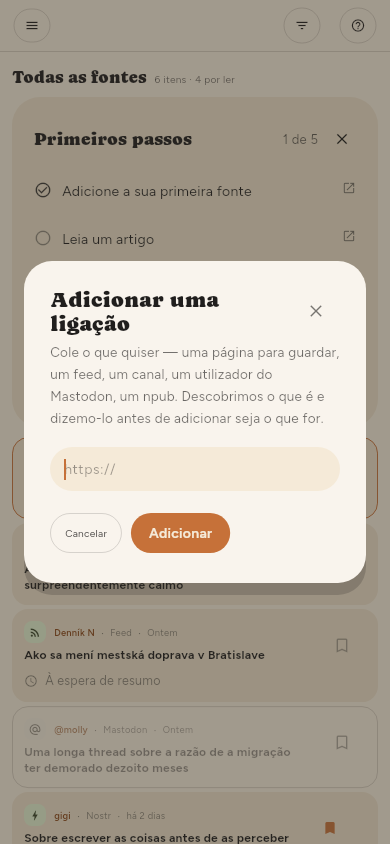 Todas as fontes 6 itens · 4 por ler
Primeiros passos 1 de 5
Adicione a sua primeira fonte
Leia um artigo
Adicionar uma
ligação
Cole o que quiser — uma página para guardar,
um feed, um canal, um utilizador do
Mastodon, um npub. Descobrimos o que é e
dizemo-lo antes de adicionar seja o que for.
https://
Cancelar
Adicionar
surpreendentemente calmo
Denník N · Feed · Ontem
Ako sa mení mestská doprava v Bratislave
À espera de resumo
@molly · Mastodon · Ontem
Uma longa thread sobre a razão de a migração
ter demorado dezoito meses
gigi · Nostr · há 2 dias
Sobre escrever as coisas antes de as perceber